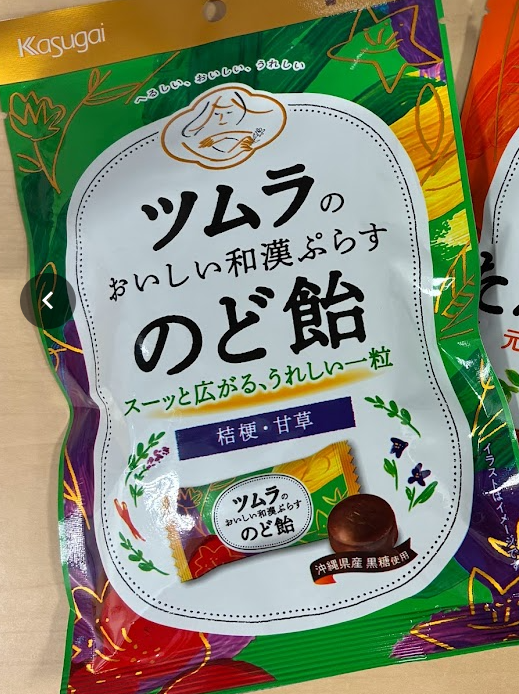 Kasugai
へるしい、おいしい、うれしい
ツムラの
おいしい和漢ぷらす
のど飴
スーッと広がる、うれしい一粒
桔梗・甘草
ツムラの
おいしい和漢ぷらす
のど飴
沖縄県産 黒糖使用
イラストはイメージで
元